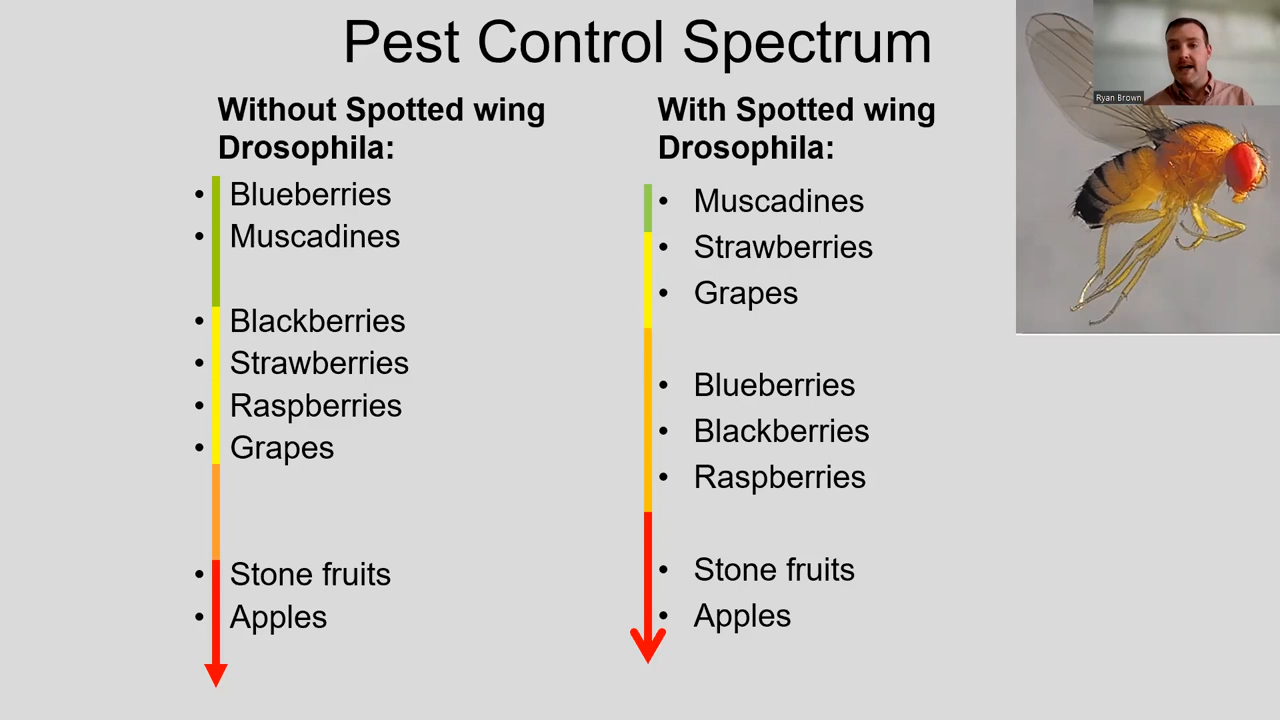 Pest Control Spectrum
Without Spotted wing
Drosophila:
• Blueberries
• Muscadines
• Blackberries
• Strawberries
• Raspberries
• Grapes
• Stone fruits
• Apples
With Spotted wing
Drosophila:
• Muscadines
• Strawberries
• Grapes
• Blueberries
• Blackberries
• Raspberries
• Stone fruits
• Apples
Ryan Brown